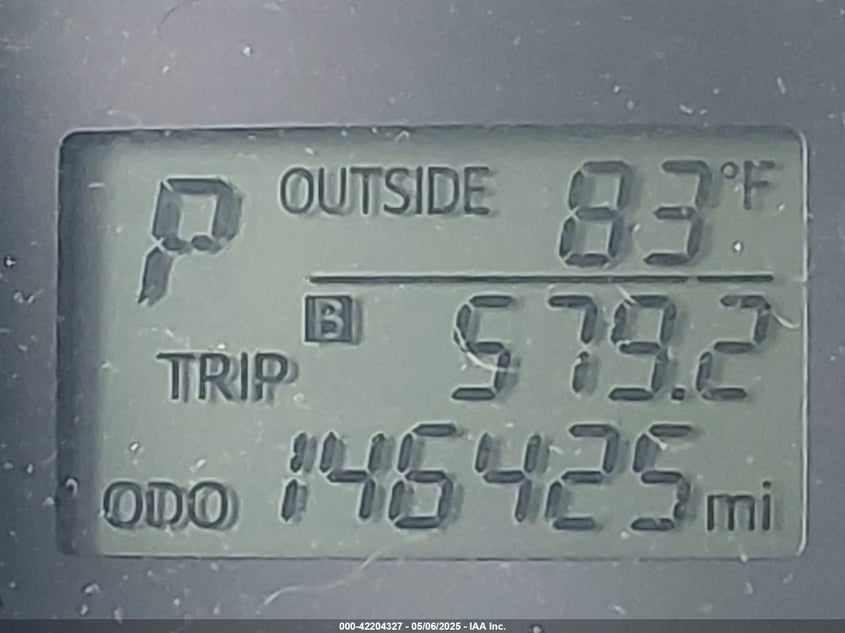 P OUTSIDE 83°F
B
TRIP 579.2
ODO 146425 mi
000-42204327 - 05/06/2025 - IAA Inc.